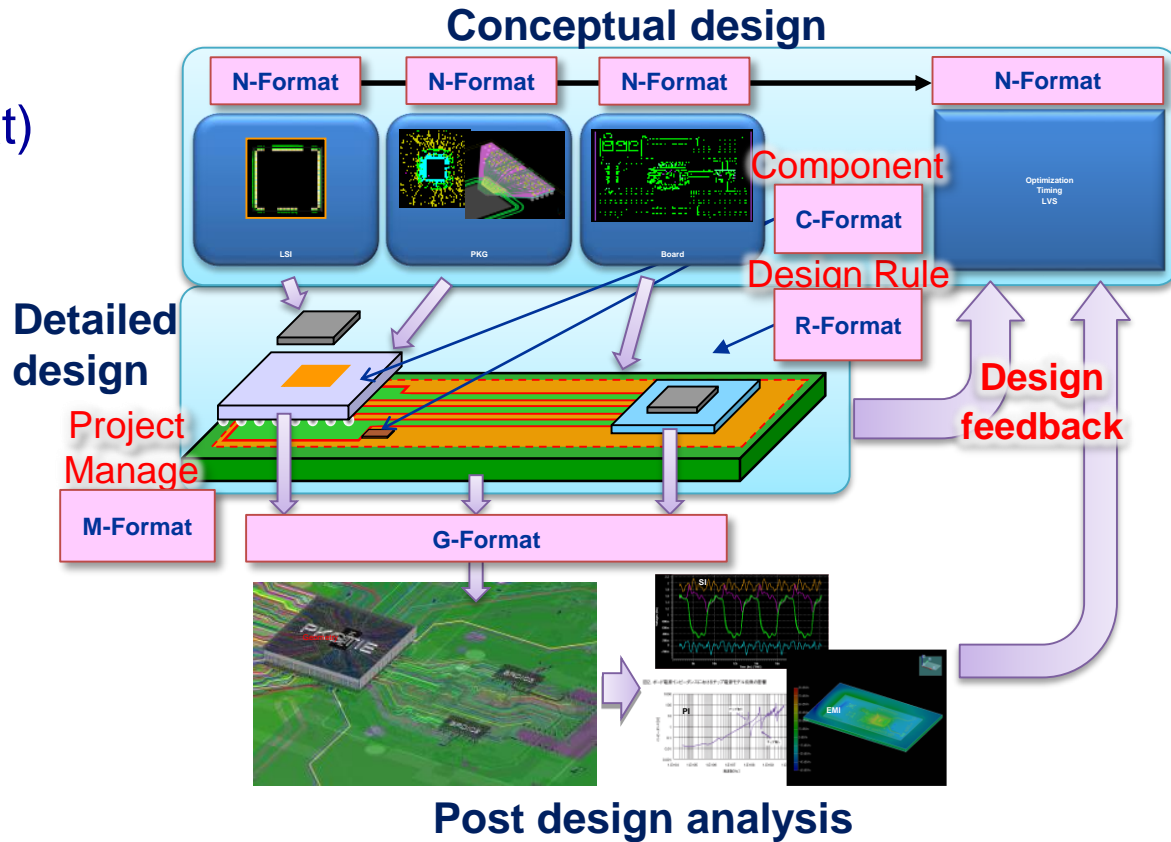 Conceptual design
N-Format
N-Format
N-Format
N-Format
t)
LSI
PKG
Board
Optimization
Timing
LVS
Component
C-Format
Design Rule
R-Format
Detailed
design
Project
Manage
M-Format
Design
feedback
G-Format
SI
PI
EMI
Post design analysis